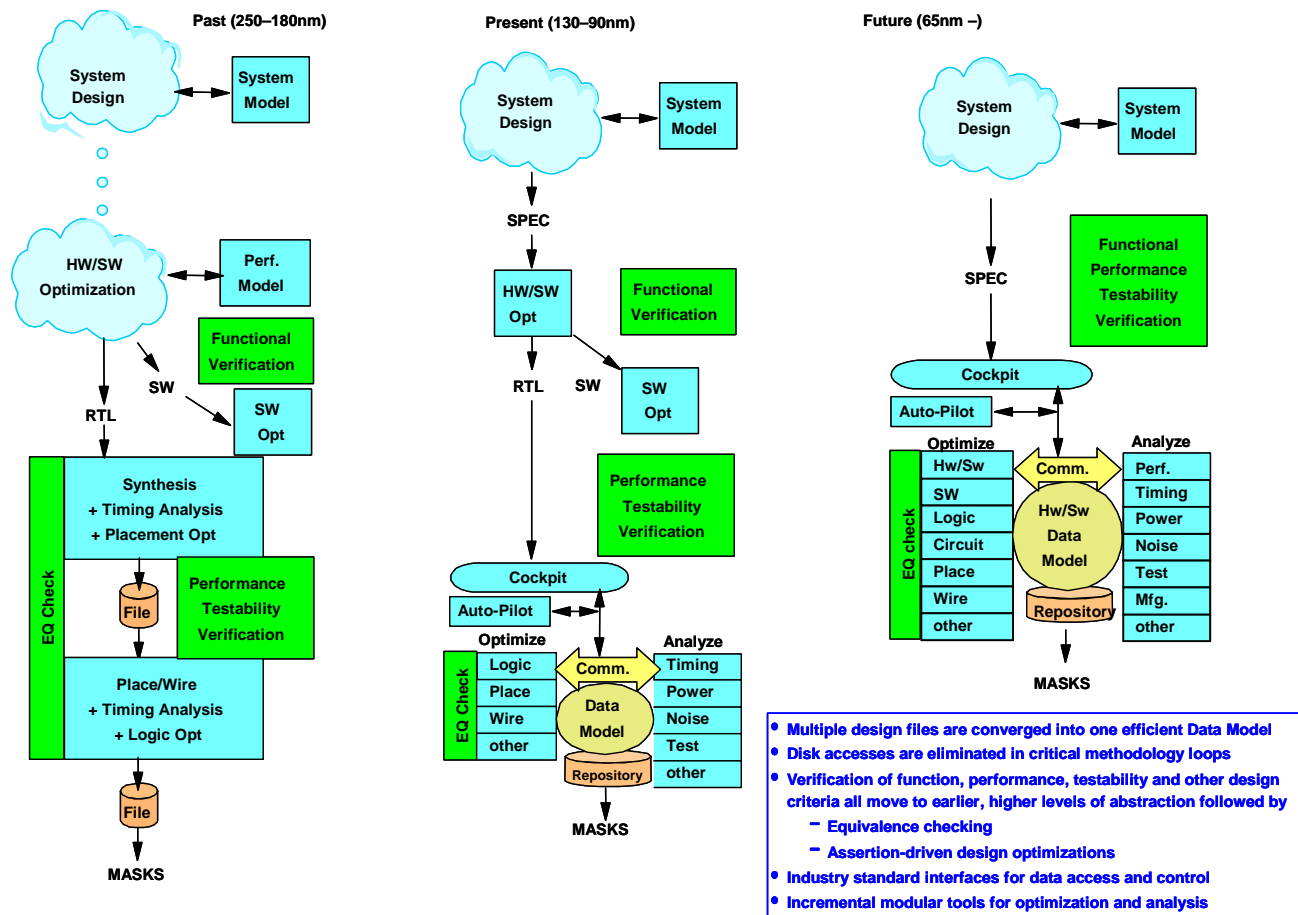 Past (250–180nm)
System
Design
System
Model
HW/SW
Optimization
Perf.
Model
Functional
Verification
SW
RTL
SW
Opt
EQ Check
Synthesis
+ Timing Analysis
+ Placement Opt
File
Performance
Testability
Verification
Place/Wire
+ Timing Analysis
+ Logic Opt
File
MASKS
Present (130–90nm)
System
Design
System
Model
SPEC
HW/SW
Opt
Functional
Verification
RTL
SW
SW
Opt
Performance
Testability
Verification
Cockpit
Auto-Pilot
Optimize
Analyze
EQ Check
Logic
Place
Wire
other
Comm.
Data
Model
Repository
Timing
Power
Noise
Test
other
MASKS
Future (65nm –)
System
Design
System
Model
SPEC
Functional
Performance
Testability
Verification
Cockpit
Auto-Pilot
Optimize
Analyze
EQ check
Hw/Sw
SW
Logic
Circuit
Place
Wire
other
Comm.
Hw/Sw
Data
Model
Repository
Perf.
Timing
Power
Noise
Test
Mfg.
other
MASKS
• Multiple design files are converged into one efficient Data Model
• Disk accesses are eliminated in critical methodology loops
• Verification of function, performance, testability and other design
criteria all move to earlier, higher levels of abstraction followed by
– Equivalence checking
– Assertion-driven design optimizations
• Industry standard interfaces for data access and control
• Incremental modular tools for optimization and analysis